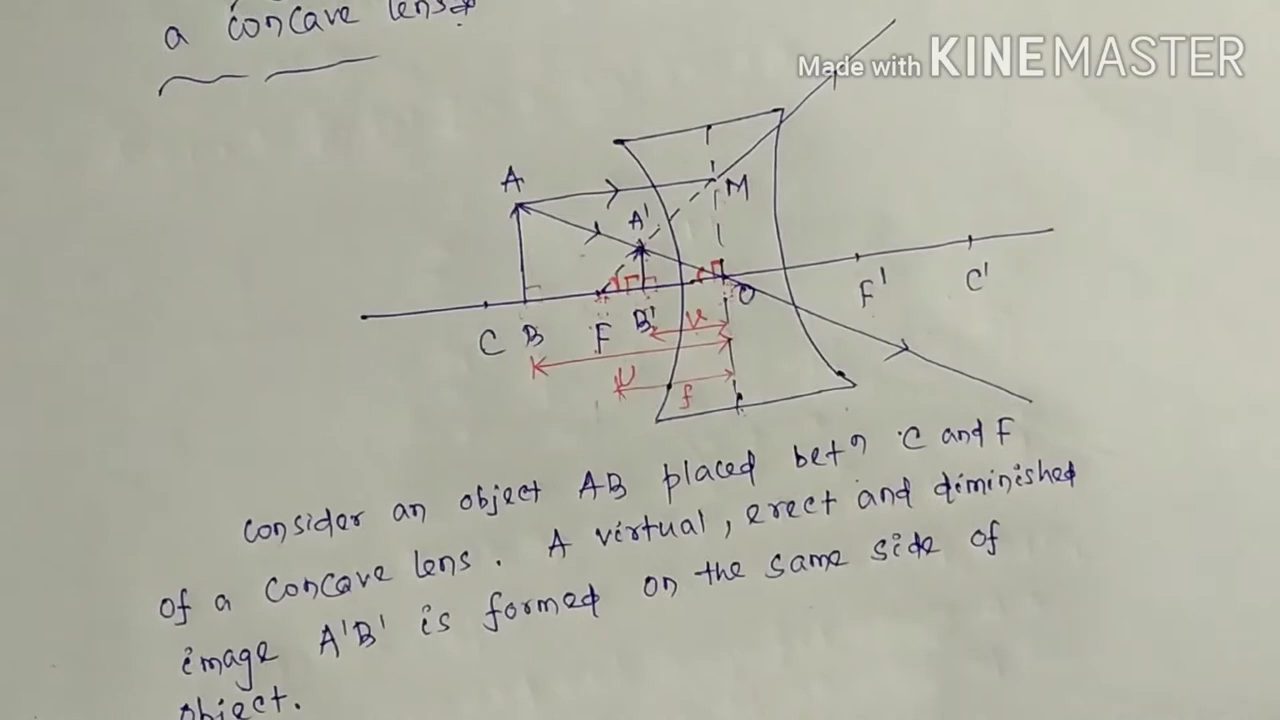 a concave lens.
Made with KINEMASTER
A
M
A'
C B F B' O F' C'
v
U
f
Consider an object AB placed betn C and F
of a concave lens. A virtual, erect and diminished
image A'B' is formed on the same side of
object.